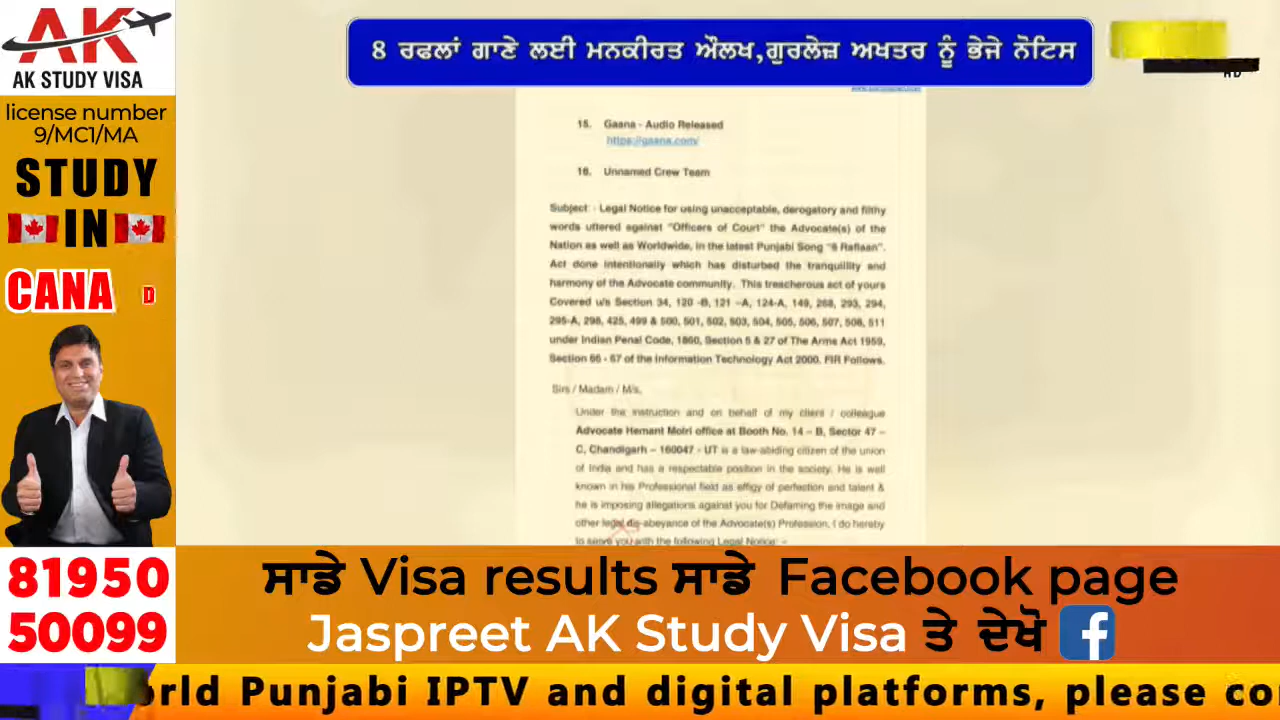 AK
AK STUDY VISA
license number
9/MC1/MA
STUDY
IN
CANA D
81950
50099
8 ਰਫਲਾਂ ਗਾਣੇ ਲਈ ਮਨਕੀਰਤ ਔਲਖ,ਗੁਰਲੇਜ਼ ਅਖਤਰ ਨੂੰ ਭੇਜੇ ਨੋਟਿਸ
HD
15. Gaana - Audio Released
https://gaana.com/
16. Unnamed Crew Team
Subject: - Legal Notice for using unacceptable, derogatory and filthy
words uttered against "Officers of Court" the Advocate(s) of the
Nation as well as Worldwide, in the latest Punjabi Song "8 Raflaan".
Act done intentionally which has disturbed the tranquility and
harmony of the Advocate community. This treacherous act of yours
Covered u/s Section 34, 120 -B, 121 –A, 124-A, 149, 268, 293, 294,
295-A, 298, 425, 499 & 500, 501, 502, 503, 504, 505, 506, 507, 508, 511
under Indian Penal Code, 1860, Section 5 & 27 of The Arms Act 1959,
Section 66 - 67 of the Information Technology Act 2000. FIR Follows.
Sirs / Madam / M/s,
Under the instruction and on behalf of my client / colleague
Advocate Hemant Motri office at Booth No. 14 – B, Sector 47 –
C, Chandigarh – 160047 - UT is a law-abiding citizen of the union
of India and has a respectable position in the society. He is well
known in his Professional field as effigy of perfection and talent &
he is imposing allegations against you for Defaming the image and
other legal dis-abeyance of the Advocate(s) Profession, I do hereby
to serve you with the following Legal Notice: –
ਸਾਡੇ Visa results ਸਾਡੇ Facebook page
Jaspreet AK Study Visa ਤੇ ਦੇਖੋ f
orld Punjabi IPTV and digital platforms, please co